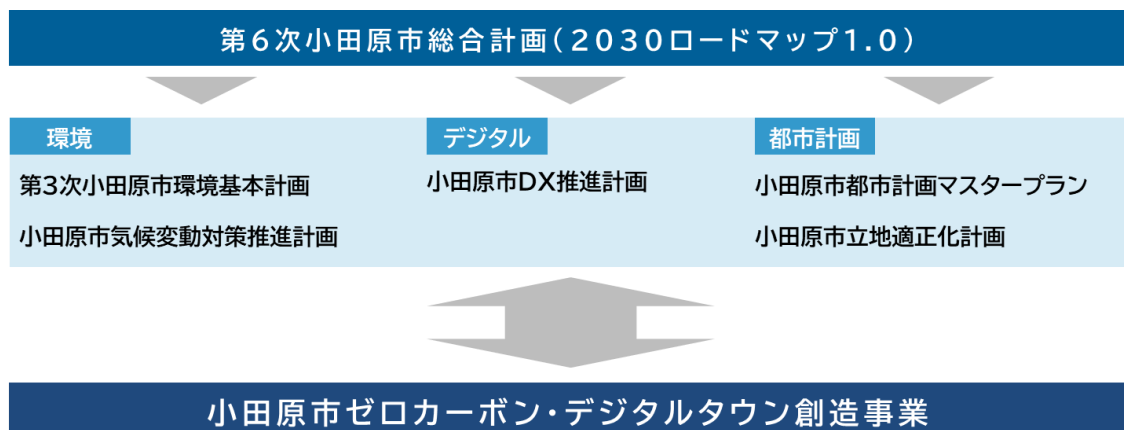 第6次小田原市総合計画(2030ロードマップ1.0)
環境
第3次小田原市環境基本計画
小田原市気候変動対策推進計画
デジタル
小田原市DX推進計画
都市計画
小田原市都市計画マスタープラン
小田原市立地適正化計画
小田原市ゼロカーボン・デジタルタウン創造事業